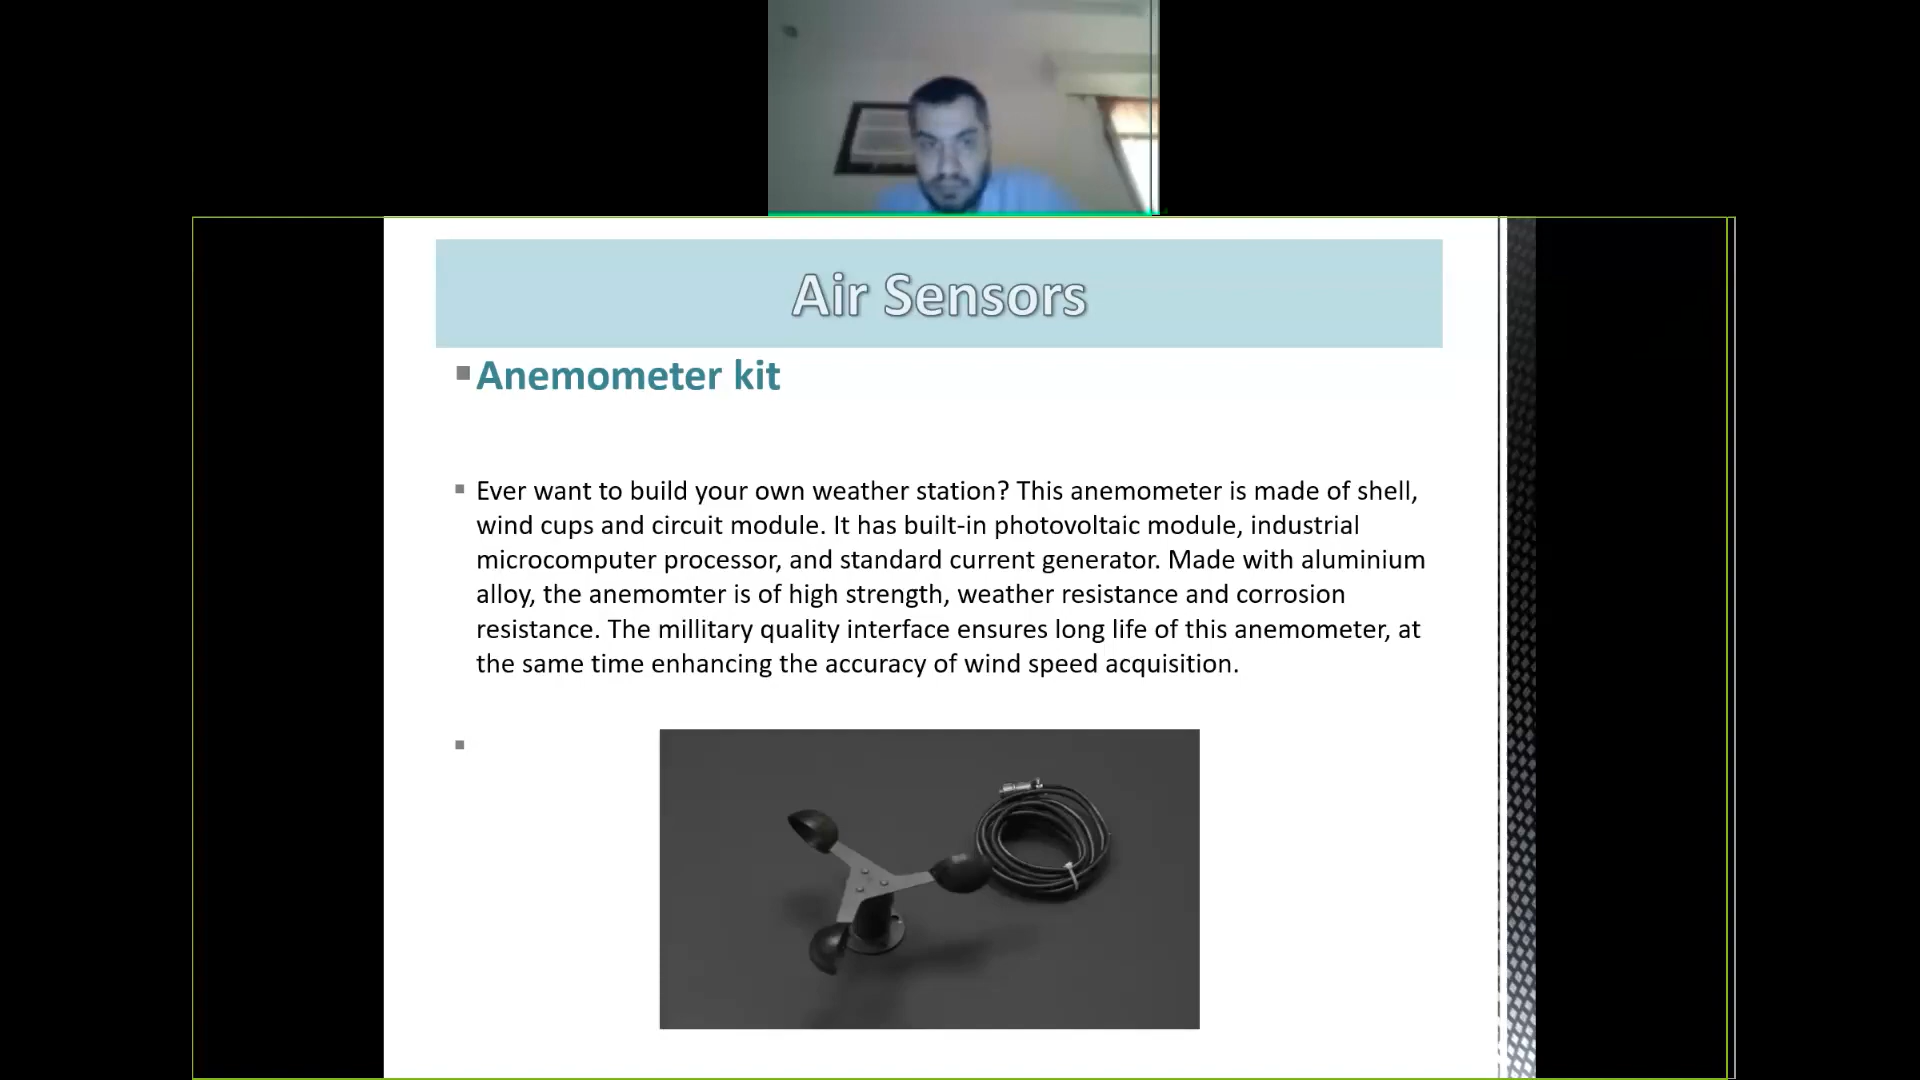 Air Sensors
Anemometer kit
Ever want to build your own weather station? This anemometer is made of shell,
wind cups and circuit module. It has built-in photovoltaic module, industrial
microcomputer processor, and standard current generator. Made with aluminium
alloy, the anemomter is of high strength, weather resistance and corrosion
resistance. The millitary quality interface ensures long life of this anemometer, at
the same time enhancing the accuracy of wind speed acquisition.